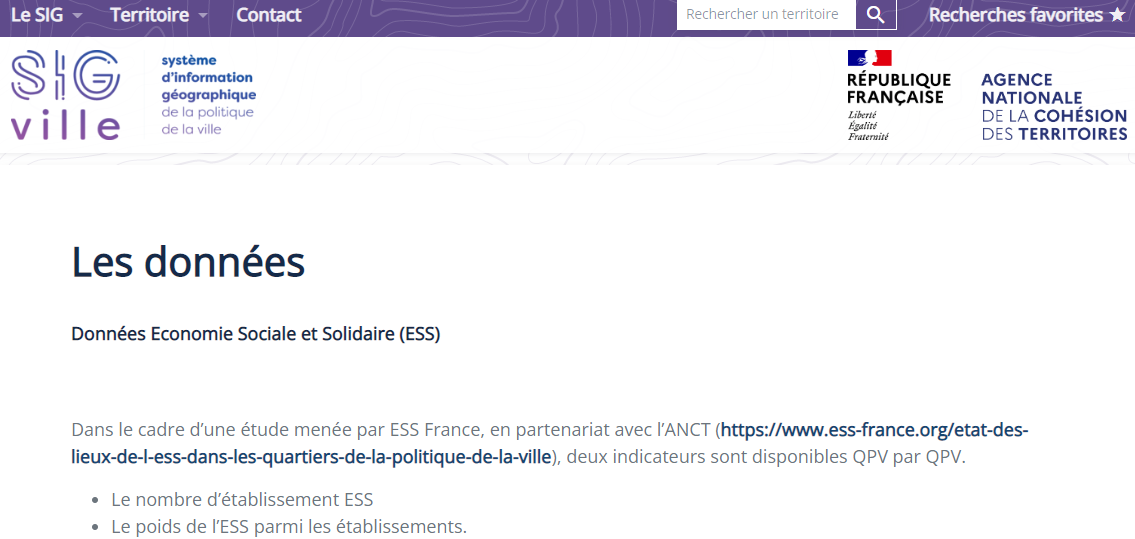 Le SIG
Territoire
Contact
Rechercher un territoire
Recherches favorites
SIG
ville
système
d'information
géographique
de la politique
de la ville
RÉPUBLIQUE
FRANÇAISE
Liberté
Égalité
Fraternité
AGENCE
NATIONALE
DE LA COHÉSION
DES TERRITOIRES
Les données
Données Economie Sociale et Solidaire (ESS)
Dans le cadre d’une étude menée par ESS France, en partenariat avec l’ANCT (https://www.ess-france.org/etat-des-
lieux-de-l-ess-dans-les-quartiers-de-la-politique-de-la-ville), deux indicateurs sont disponibles QPV par QPV.
• Le nombre d’établissement ESS
• Le poids de l’ESS parmi les établissements.